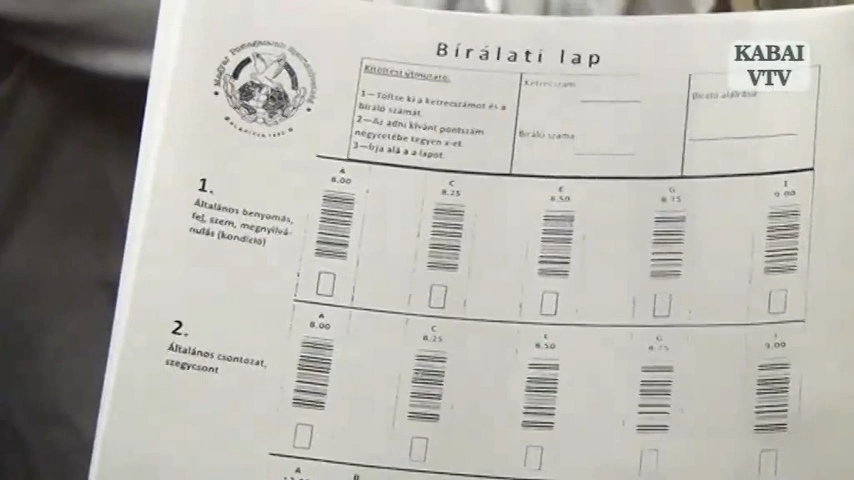 Bírálati lap
KABAI
VTV
Kitöltési útmutató:
1—Töltse ki a ketrecszámot és a
bíráló számát.
2—Az adni kívánt pontszám
négyzetébe tegyen x-et.
3—Írja alá a a lapot.
Ketrecszám:
Bíráló száma:
Bíráló aláírása:
1.
Általános benyomás,
fej, szem, megnyilvá-
nulás (kondíció)
A
8.00
C
8.25
E
8.50
G
8.75
I
9.00
2.
Általános csontozat,
szegycsont
A
8.00
C
8.25
E
8.50
G
8.75
I
9.00
A
B